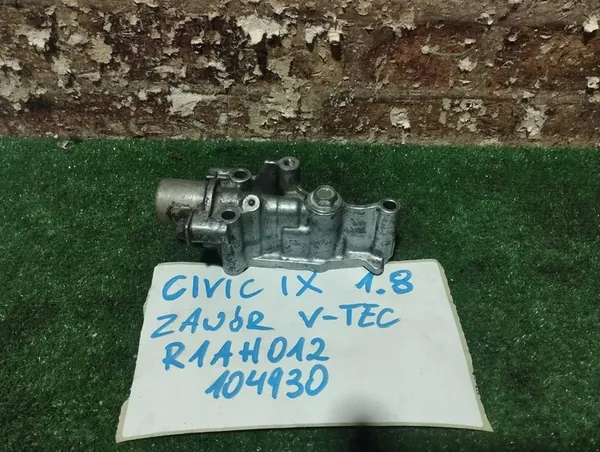 CIVIC IX 1.8
ZAWÓR V-TEC
R1AH012
104930